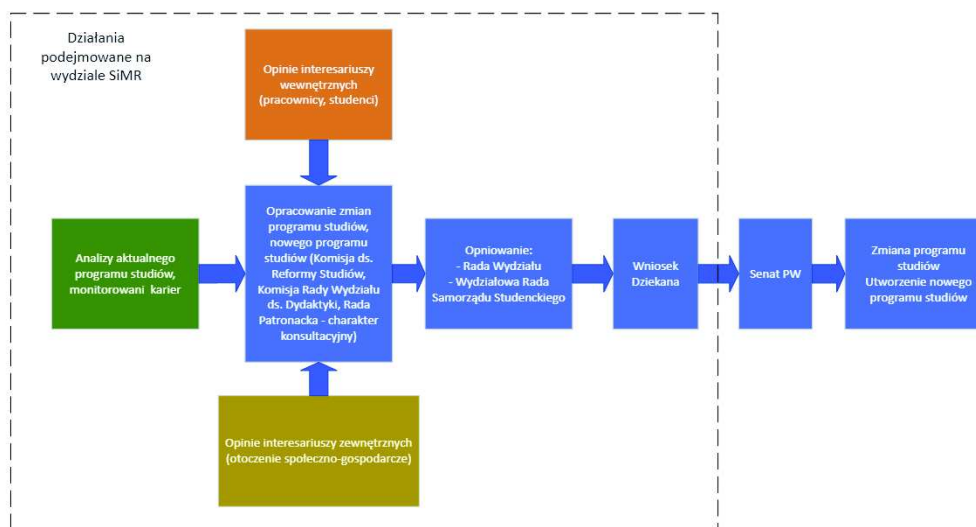 Działania
podejmowane na
wydziale SiMR
Opinie interesariuszy
wewnętrznych
(pracownicy, studenci)
Analizy aktualnego
programu studiów,
monitorowani karier
Opracowanie zmian
programu studiów,
nowego programu
studiów (Komisja ds.
Reformy Studiów,
Komisja Rady Wydziału
ds. Dydaktyki, Rada
Patronacka - charakter
konsultacyjny)
Opniowanie:
- Rada Wydziału
- Wydziałowa Rada
Samorządu Studenckiego
Wniosek
Dziekana
Senat PW
Zmiana programu
studiów
Utworzenie nowego
programu studiów
Opinie interesariuszy zewnętrznych
(otoczenie społeczno-gospodarcze)